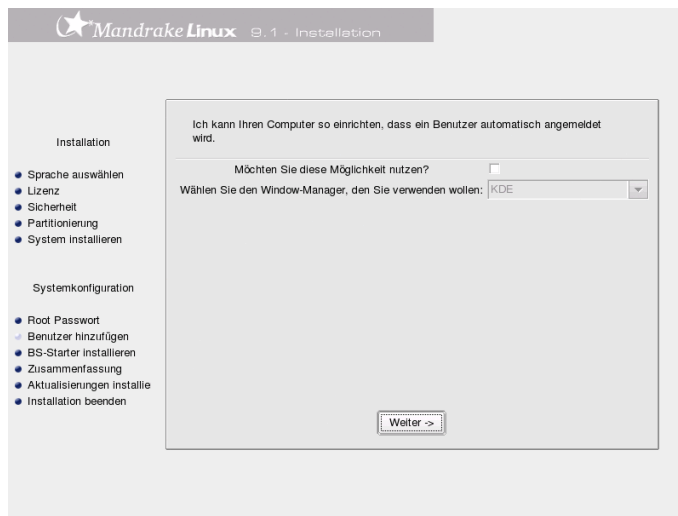 Mandrake Linux 9.1 - Installation
Ich kann Ihren Computer so einrichten, dass ein Benutzer automatisch angemeldet
wird.
Möchten Sie diese Möglichkeit nutzen?
Wählen Sie den Window-Manager, den Sie verwenden wollen: KDE
Weiter ->
Installation
Sprache auswählen
Lizenz
Sicherheit
Partitionierung
System installieren
Systemkonfiguration
Root Passwort
Benutzer hinzufügen
BS-Starter installieren
Zusammenfassung
Aktualisierungen installie
Installation beenden